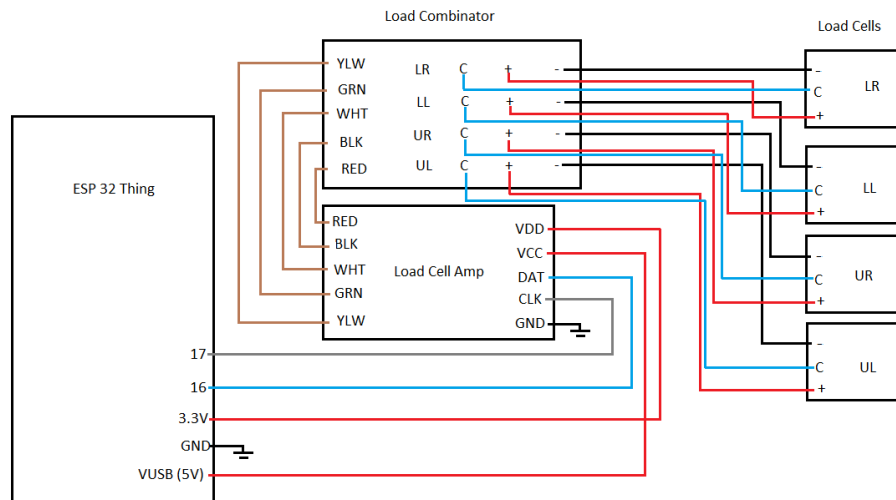 Load Combinator
Load Cells
YLW
GRN
WHT
BLK
RED
LR C + -
LL C + -
UR C + -
UL C + -
- 
C LR
+
-
C LL
+
-
C UR
+
-
C UL
+
ESP 32 Thing
17
16
3.3V
GND
VUSB (5V)
RED
BLK
WHT
GRN
YLW
Load Cell Amp
VDD
VCC
DAT
CLK
GND